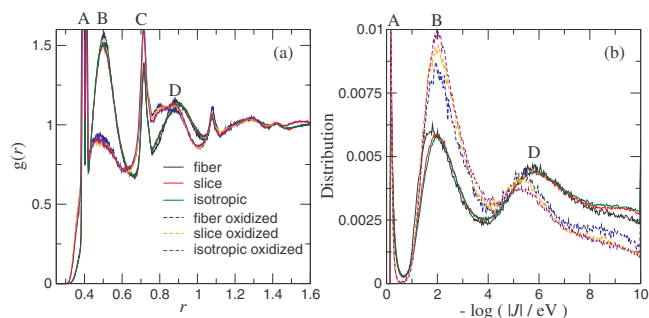 A B C
(a)
D
1.5
1
0.5
0
g(r)
fiber
slice
isotropic
fiber oxidized
slice oxidized
isotropic oxidized
0.4 0.6 0.8 1 1.2 1.4 1.6
r
A B
(b)
D
0.01
0.0075
0.005
0.0025
0
Distribution
0 2 4 6 8 10
- log ( |J| / eV )